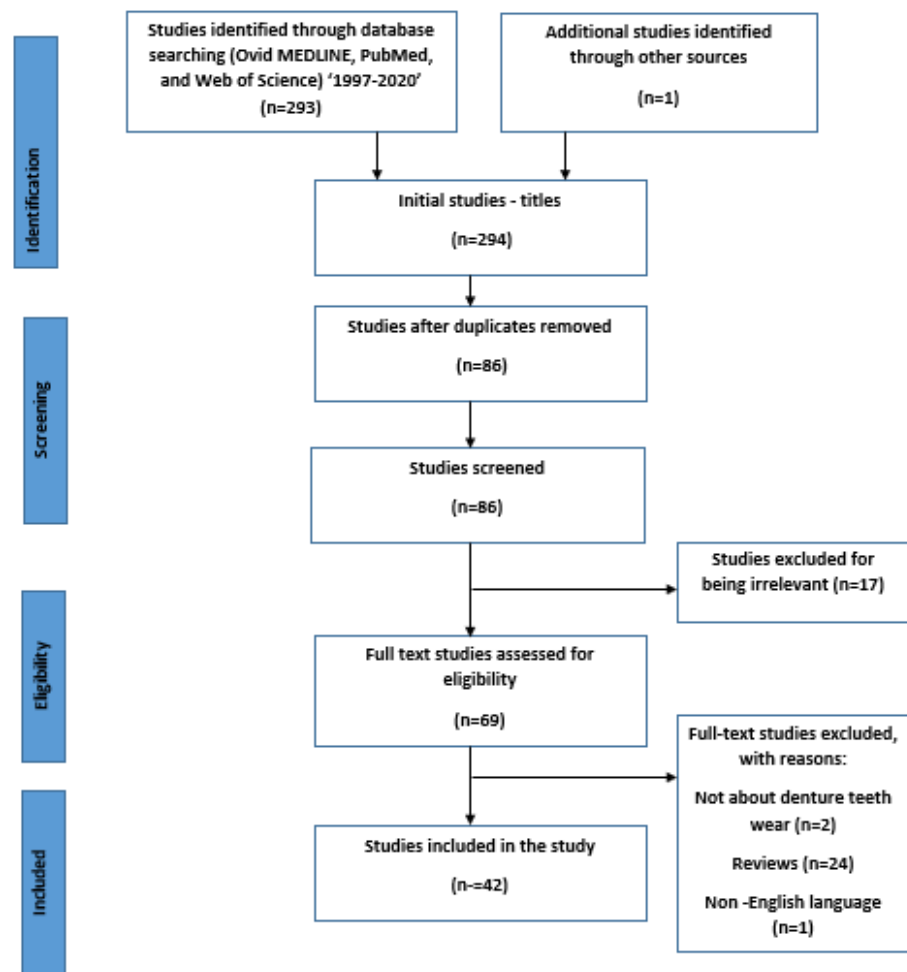 Studies identified through database
searching (Ovid MEDLINE, PubMed,
and Web of Science) ‘1997-2020’
(n=293)
Additional studies identified
through other sources
(n=1)
Identification
Initial studies - titles
(n=294)
Screening
Studies after duplicates removed
(n=86)
Studies screened
(n=86)
Studies excluded for
being irrelevant (n=17)
Eligibility
Full text studies assessed for
eligibility
(n=69)
Full-text studies excluded,
with reasons:
Not about denture teeth
wear (n=2)
Reviews (n=24)
Non -English language
(n=1)
Included
Studies included in the study
(n-=42)